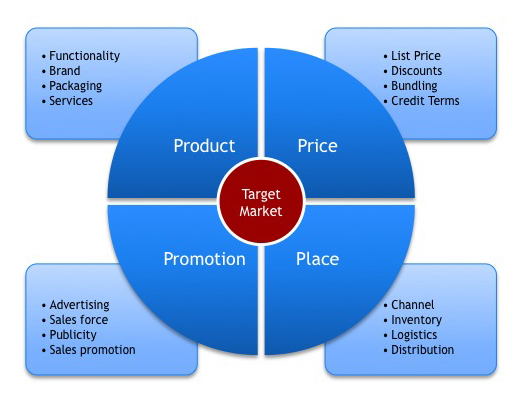 • Functionality
• Brand
• Packaging
• Services
• List Price
• Discounts
• Bundling
• Credit Terms
Product
Price
Target
Market
Promotion
Place
• Advertising
• Sales force
• Publicity
• Sales promotion
• Channel
• Inventory
• Logistics
• Distribution